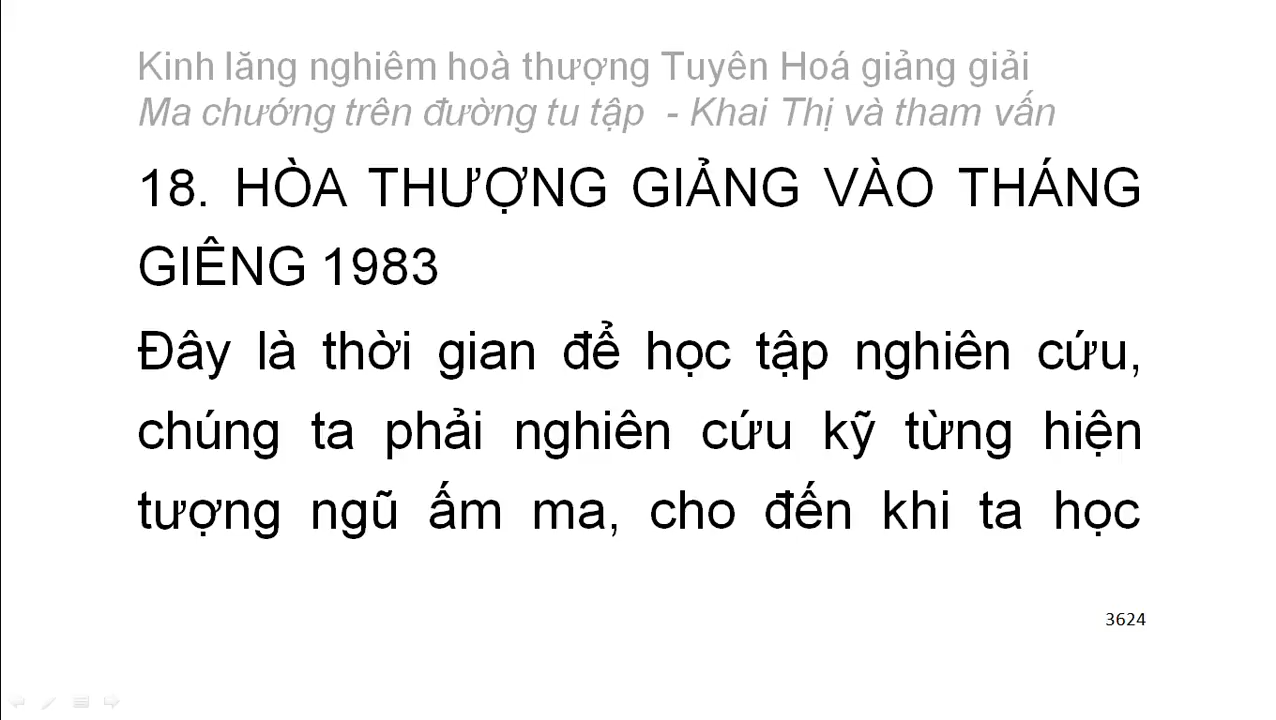 Kinh lăng nghiêm hoà thượng Tuyên Hoá giảng giải
Ma chướng trên đường tu tập - Khai Thị và tham vấn
18. HÒA THƯỢNG GIẢNG VÀO THÁNG
GIÊNG 1983
Đây là thời gian để học tập nghiên cứu,
chúng ta phải nghiên cứu kỹ từng hiện
tượng ngũ ấm ma, cho đến khi ta học
3624